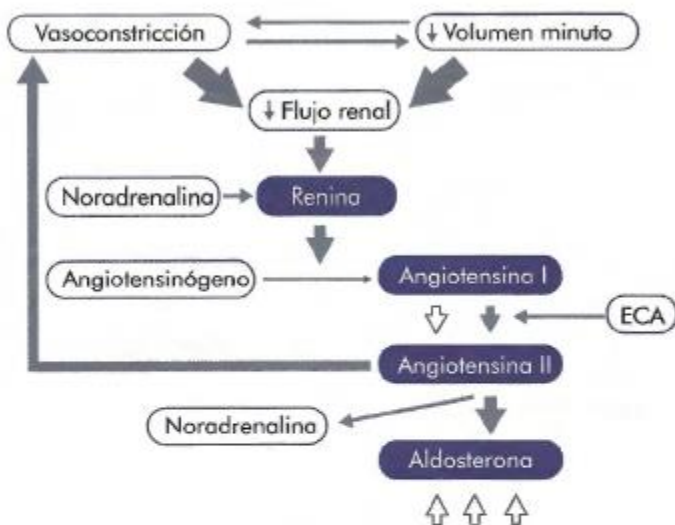 Vasoconstricción
↓ Volumen minuto
↓ Flujo renal
Noradrenalina
Renina
Angiotensinógeno
Angiotensina I
ECA
Angiotensina II
Noradrenalina
Aldosterona